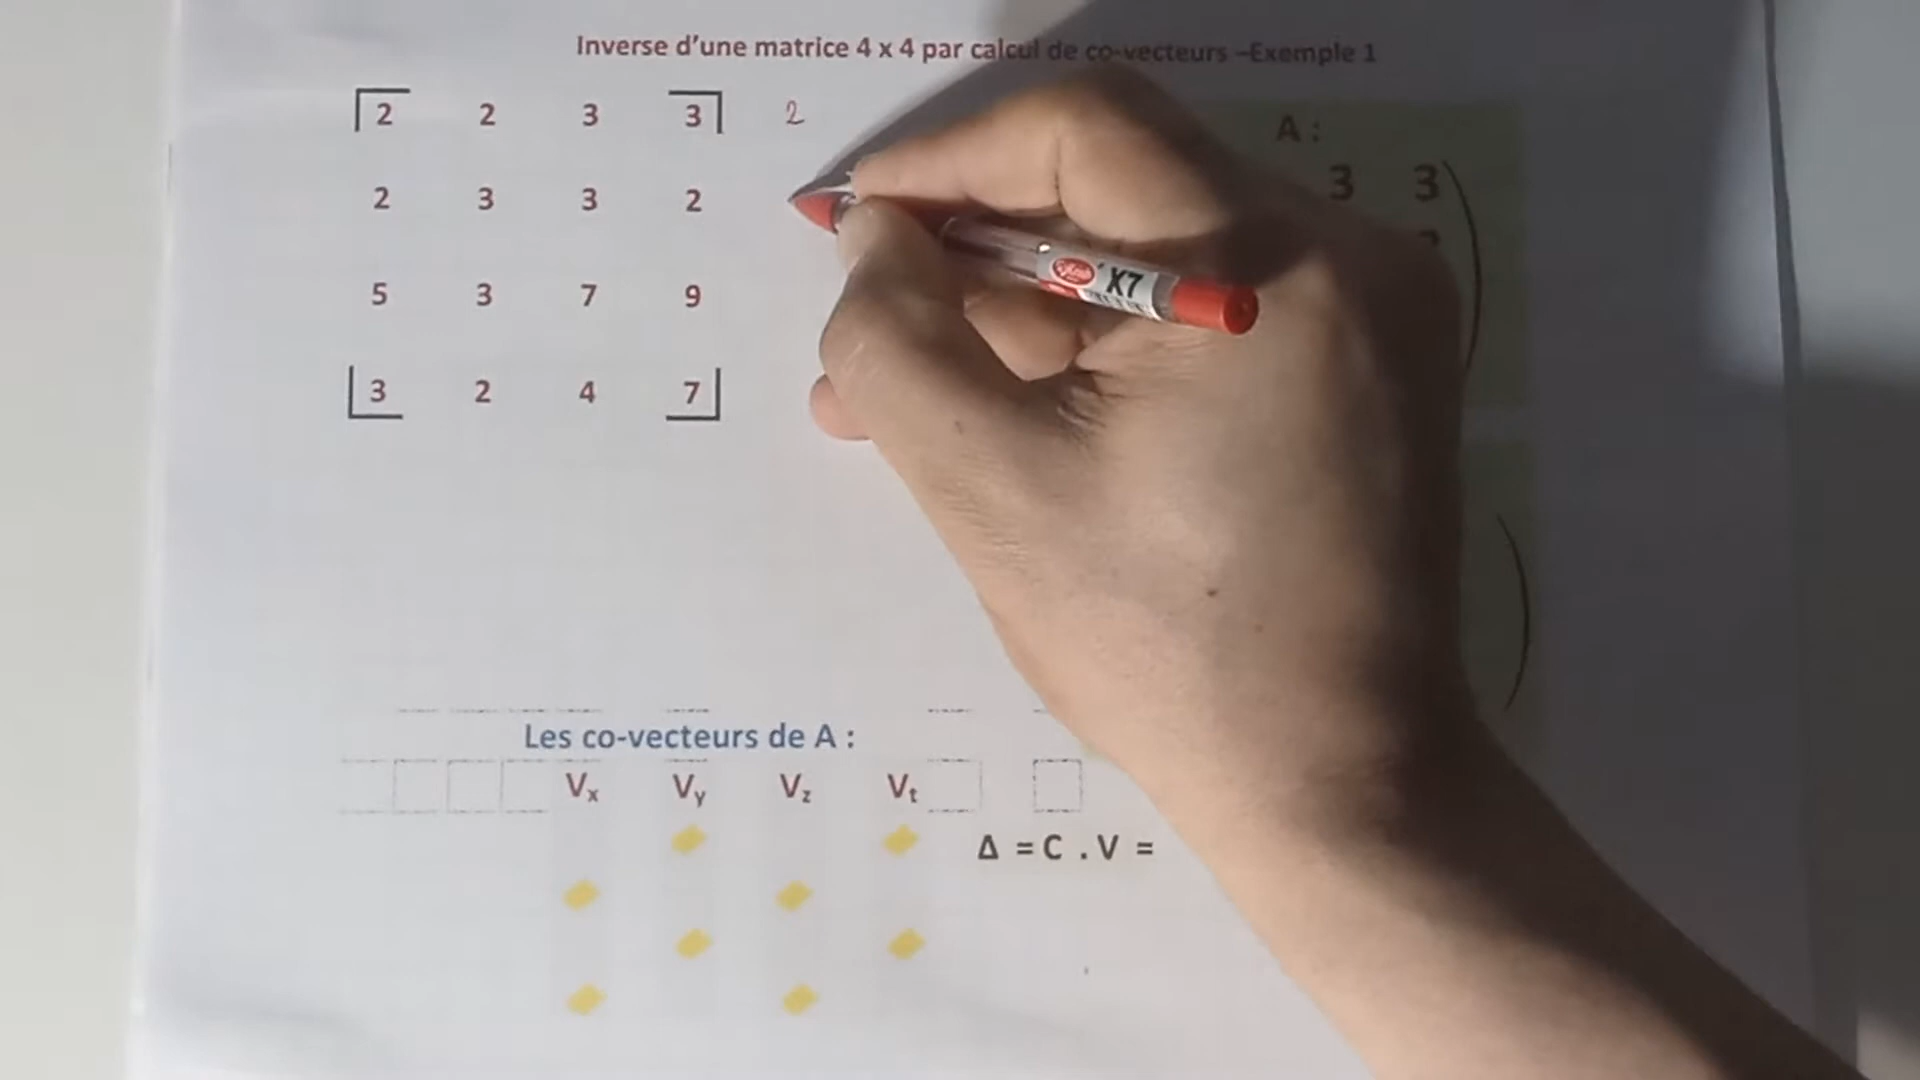 Inverse d'une matrice 4 x 4 par calcul de co-vecteurs –Exemple 1
2 2 3 3 2
A :
3 3
2 3 3 2
X7
5 3 7 9
3 2 4 7
Les co-vecteurs de A :
Vx Vy Vz Vt
Δ = C . V =